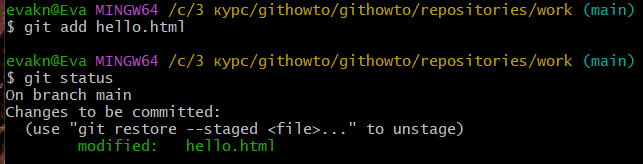 evakn@Eva MINGW64 /c/3 курс/githowto/githowto/repositories/work (main)
$ git add hello.html
evakn@Eva MINGW64 /c/3 курс/githowto/githowto/repositories/work (main)
$ git status
On branch main
Changes to be committed:
  (use "git restore --staged <file>..." to unstage)
        modified:   hello.html